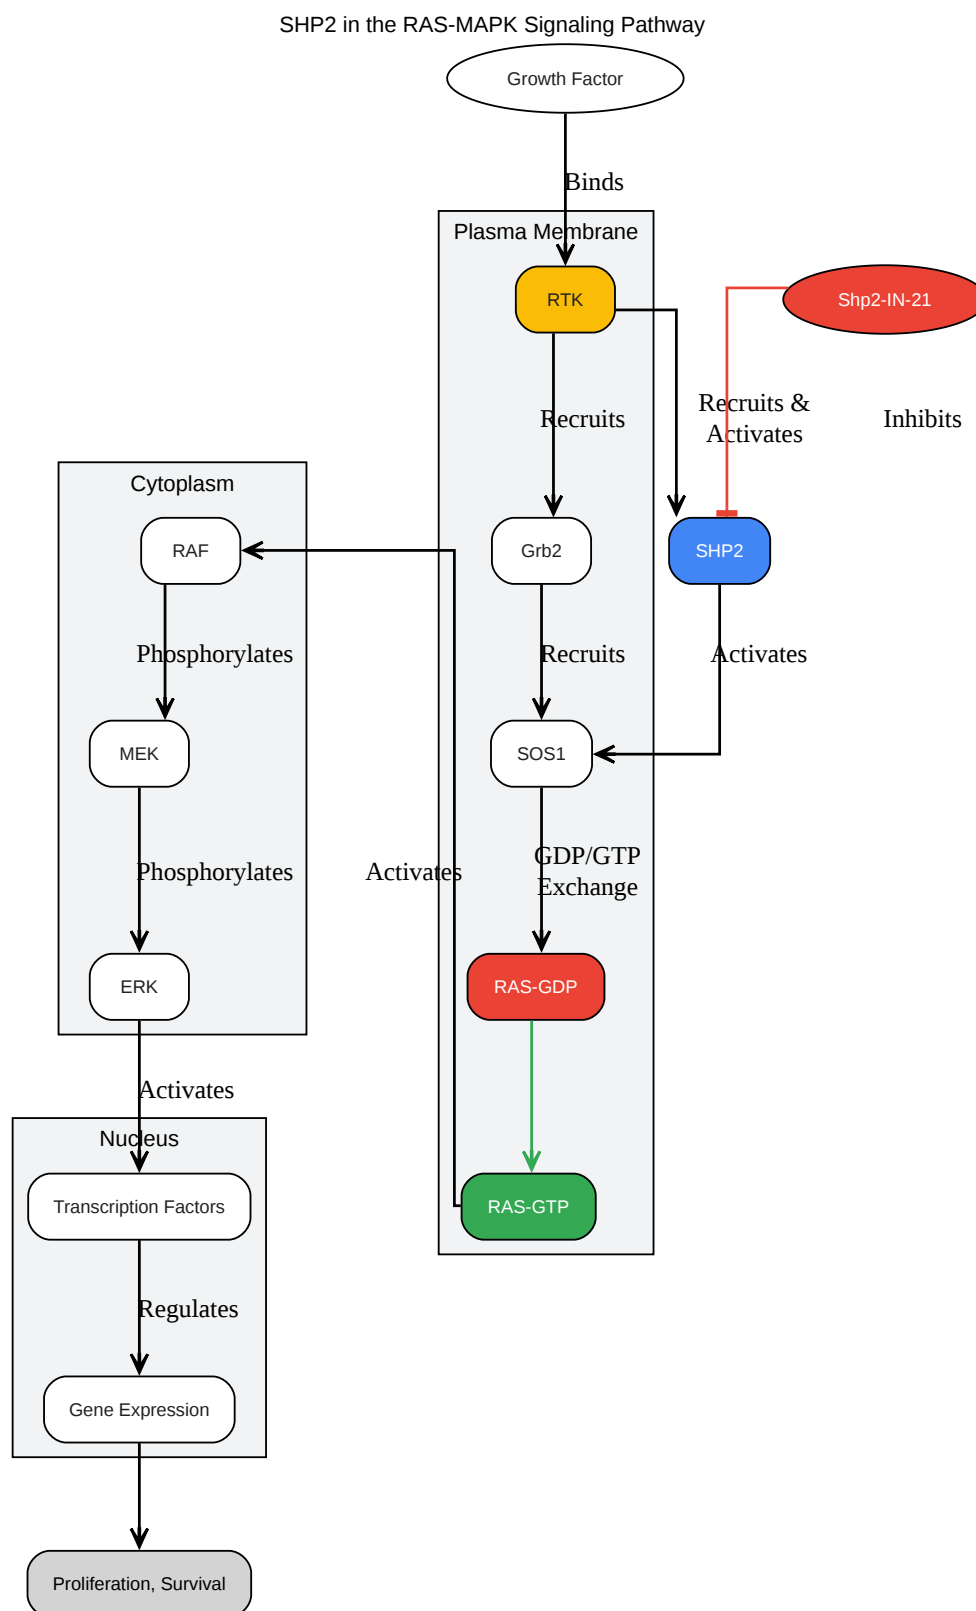 SHP2 in the RAS-MAPK Signaling Pathway
Growth Factor
Binds
Plasma Membrane
RTK
Shp2-IN-21
Recruits
Recruits &
Activates
Inhibits
Cytoplasm
RAF
Grb2
SHP2
Phosphorylates
Recruits
Activates
MEK
SOS1
Phosphorylates
Activates
GDP/GTP
Exchange
ERK
RAS-GDP
Activates
Nucleus
Transcription Factors
RAS-GTP
Regulates
Gene Expression
Proliferation, Survival